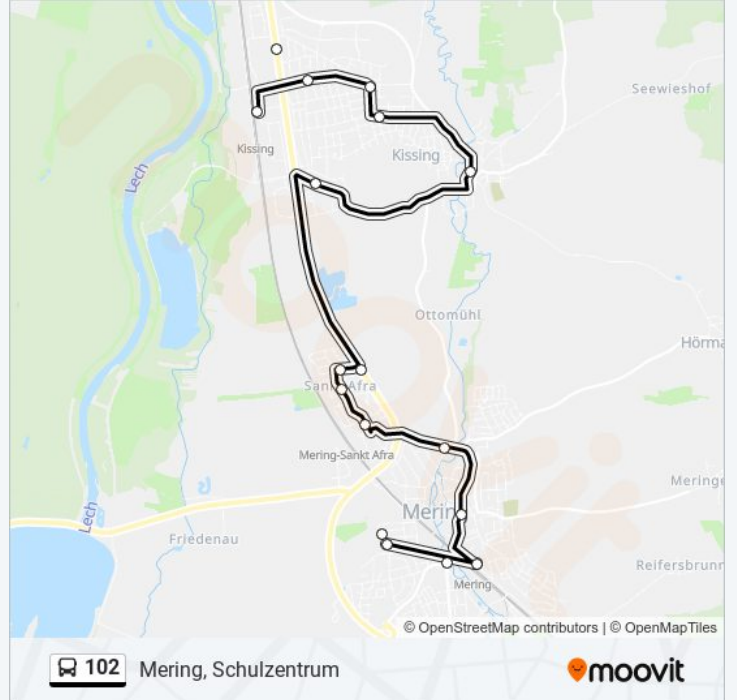 Seewieshof
Kissing
Kissing
Lech
Ottomühl
Hörma
Sankt Afra
Mering-Sankt Afra
Meringe
Lech
Mering
Friedenau
Reifersbrunn
Mering
© OpenStreetMap contributors | © OpenMapTiles
102 Mering, Schulzentrum
moovit